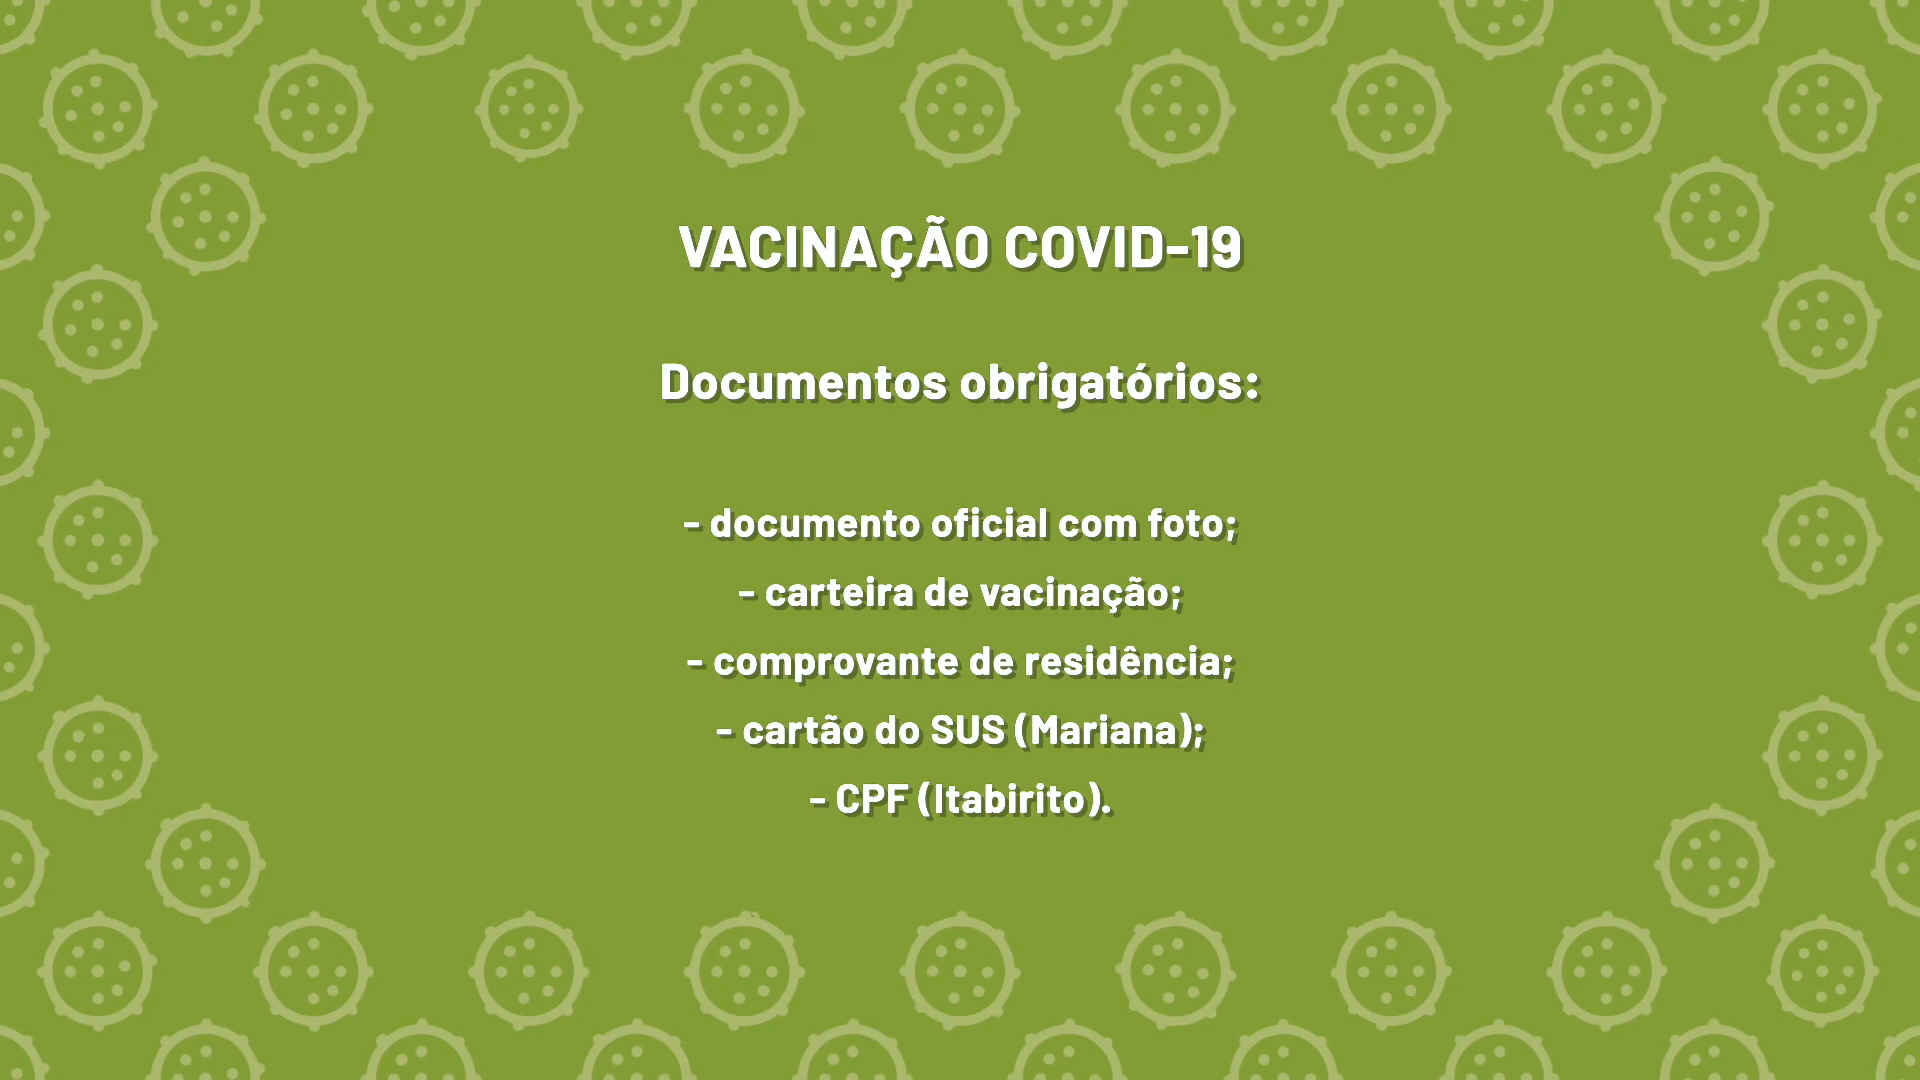 VACINAÇÃO COVID-19
Documentos obrigatórios:
- documento oficial com foto;
- carteira de vacinação;
- comprovante de residência;
- cartão do SUS (Mariana);
- CPF (Itabirito).